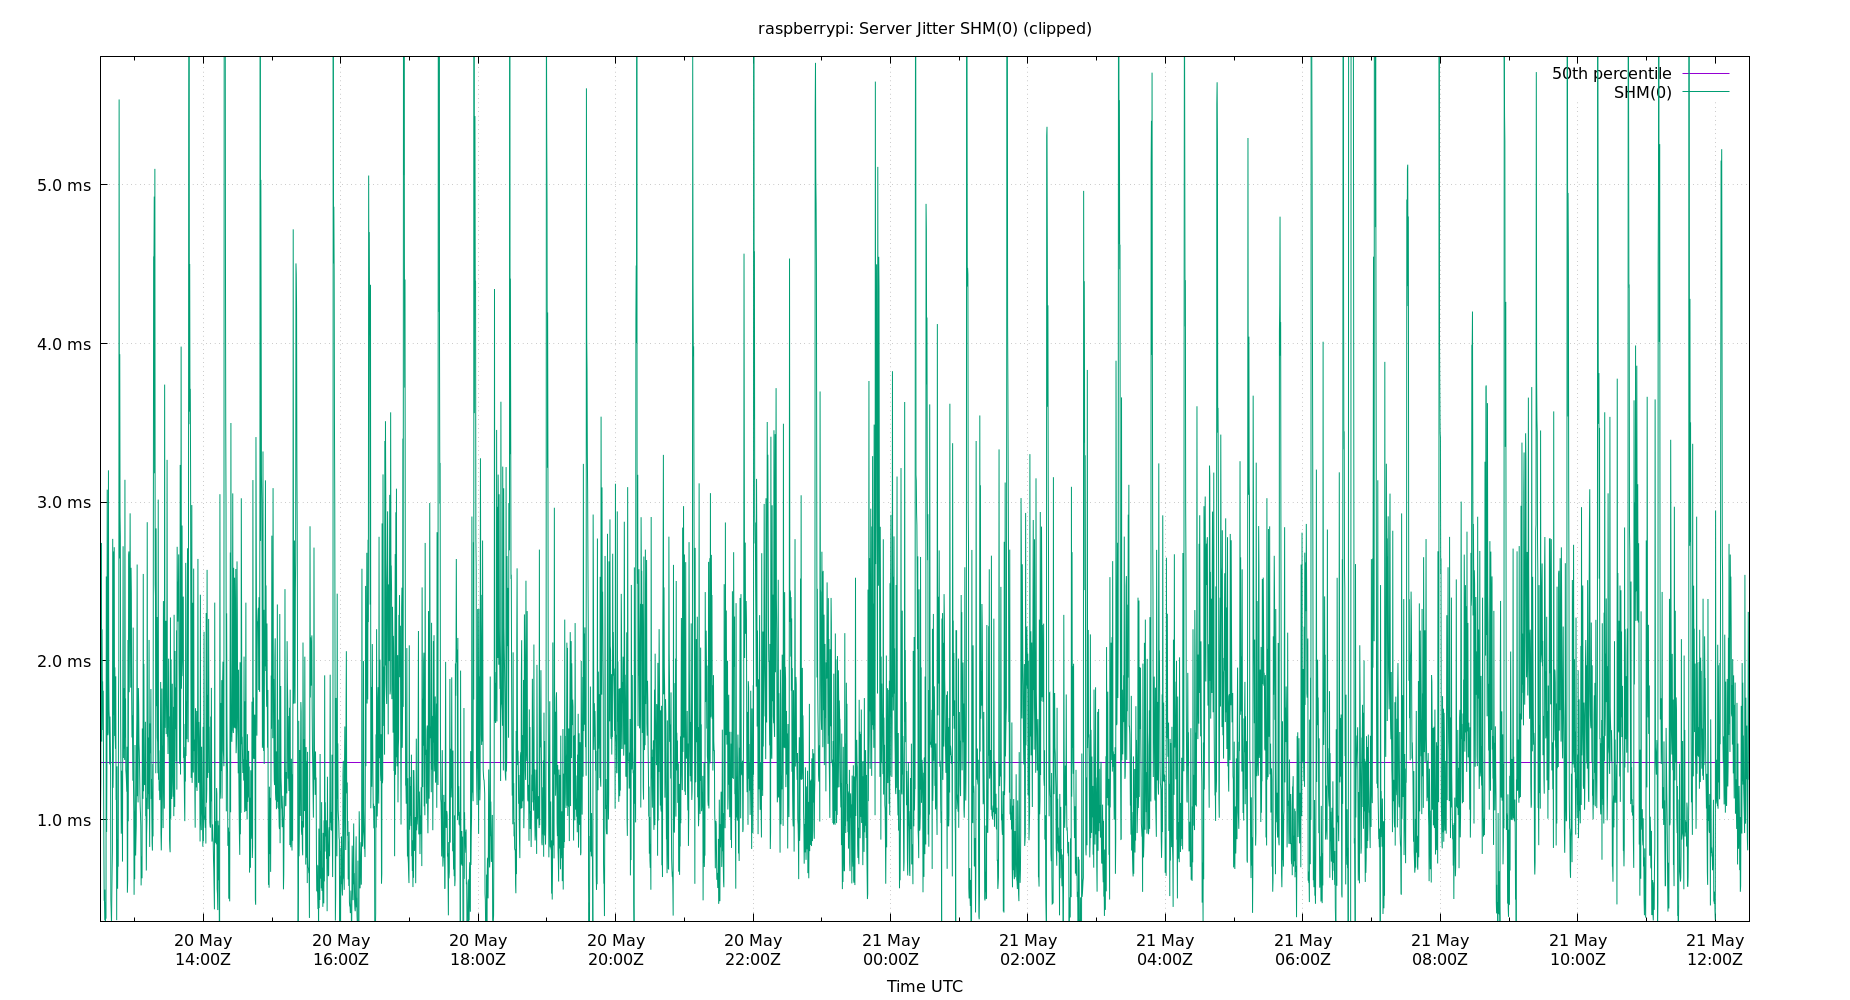 raspberrypi: Server Jitter SHM(0) (clipped)
50th percentile
SHM(0)
5.0 ms
4.0 ms
3.0 ms
2.0 ms
1.0 ms
20 May 20 May 20 May 20 May 20 May 21 May 21 May 21 May 21 May 21 May 21 May 21 May
14:00Z 16:00Z 18:00Z 20:00Z 22:00Z 00:00Z 02:00Z 04:00Z 06:00Z 08:00Z 10:00Z 12:00Z
Time UTC